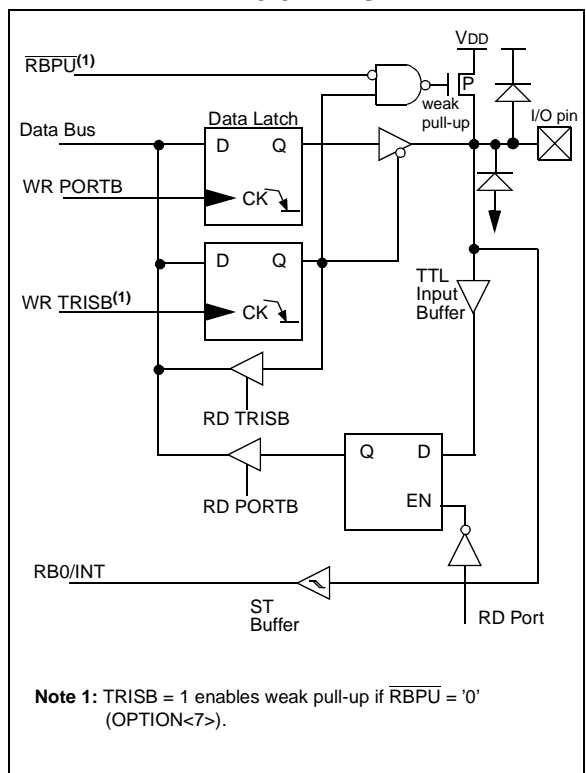 VDD
RBPU(1)
P
weak
pull-up
I/O pin
Data Bus
Data Latch
D Q
WR PORTB
CK
D Q
TTL
Input
Buffer
WR TRISB(1)
CK
RD TRISB
Q D
RD PORTB
EN
RB0/INT
ST
Buffer
RD Port
Note 1: TRISB = 1 enables weak pull-up if RBPU = '0'
(OPTION<7>).